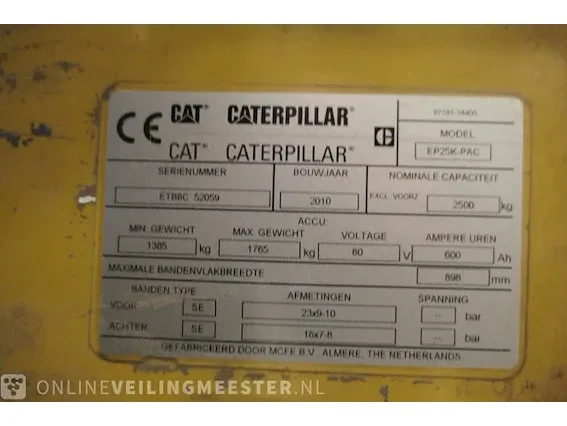 CE CAT® CATERPILLAR®
CAT® CATERPILLAR®
97161-34400
MODEL
EP25K-PAC
SERIENUMMER BOUWJAAR NOMINALE CAPACITEIT
ETB8C 52059 2010 EXCL. VOORZ 2500 kg
ACCU
MIN. GEWICHT MAX. GEWICHT VOLTAGE AMPERE UREN
1385 kg 1765 kg 80 V 600 Ah
MAXIMALE BANDENVLAKBREEDTE 898 mm
BANDEN TYPE AFMETINGEN SPANNING
VOOR SE 23x9-10 -- bar
ACHTER SE 18x7-8 -- bar
GEFABRICEERD DOOR MCFE B.V. ALMERE, THE NETHERLANDS
ONLINEVEILINGMEESTER.NL